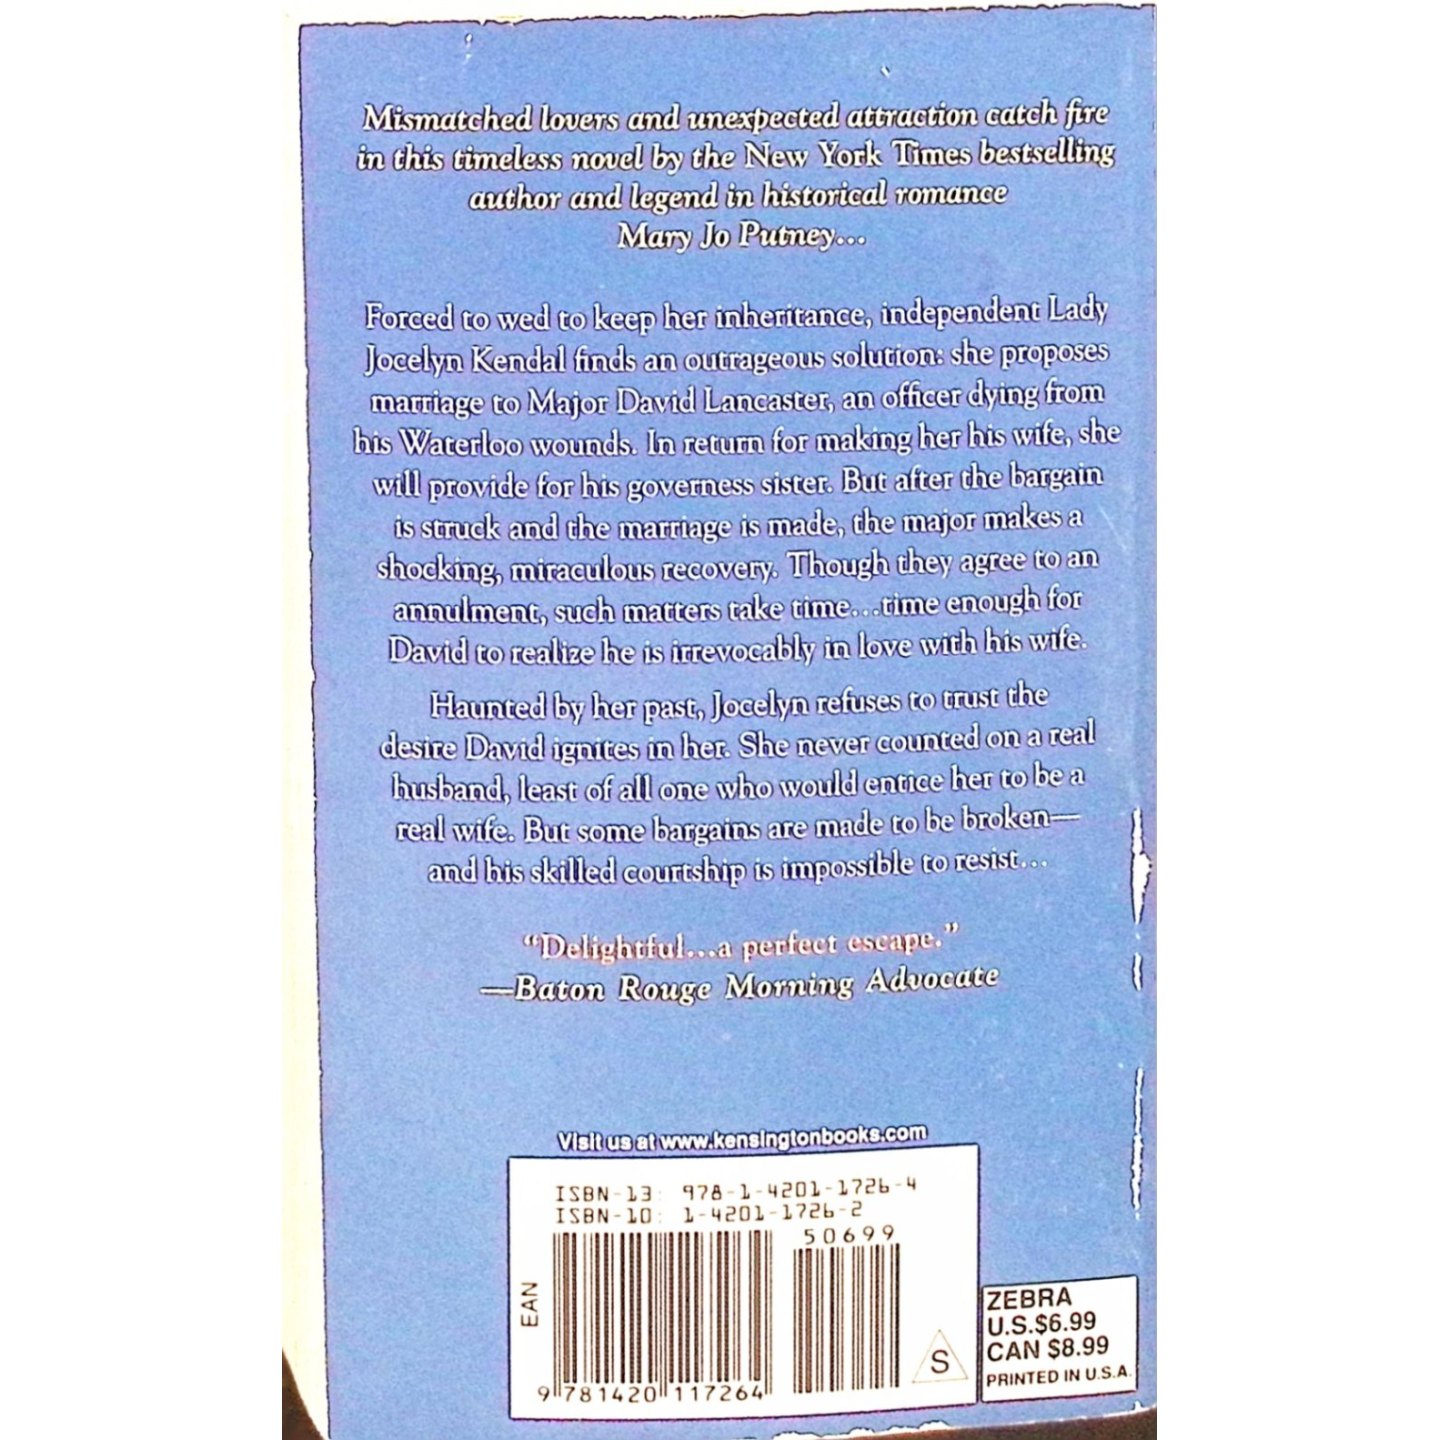 Mismatched lovers and unexpected attraction catch fire
in this timeless novel by the New York Times bestselling
author and legend in historical romance
Mary Jo Putney...
Forced to wed to keep her inheritance, independent Lady
Jocelyn Kendal finds an outrageous solution: she proposes
marriage to Major David Lancaster, an officer dying from
his Waterloo wounds. In return for making her his wife, she
will provide for his governess sister. But after the bargain
is struck and the marriage is made, the major makes a
shocking, miraculous recovery. Though they agree to an
annulment, such matters take time...time enough for
David to realize he is irrevocably in love with his wife.
Haunted by her past, Jocelyn refuses to trust the
desire David ignites in her. She never counted on a real
husband, least of all one who would entice her to be a
real wife. But some bargains are made to be broken—
and his skilled courtship is impossible to resist...
“Delightful...a perfect escape.”
—Baton Rouge Morning Advocate
Visit us at www.kensingtonbooks.com
ISBN-13: 978-1-4201-1726-4
ISBN-10: 1-4201-1726-2
50699
EAN
9 781420 117264
S
ZEBRA
U.S.$6.99
CAN $8.99
PRINTED IN U.S.A.